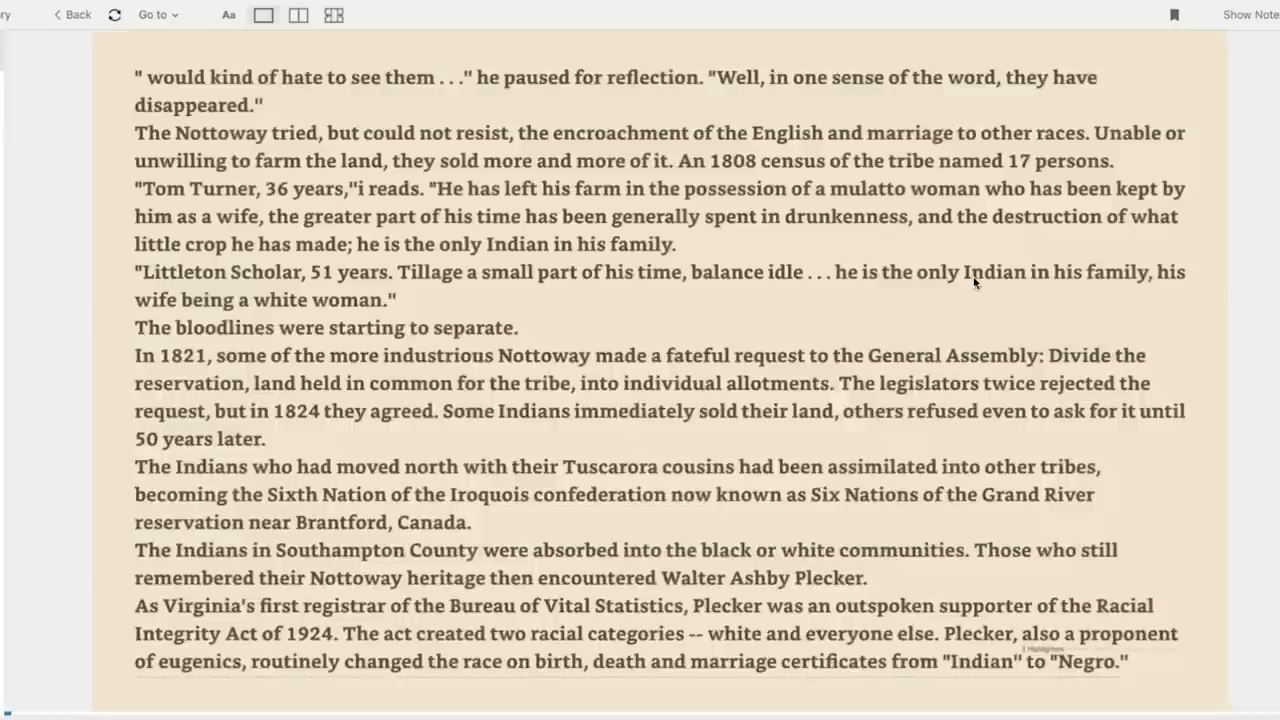 ry
Back
Go to
Aa
Show Note
" would kind of hate to see them . . ." he paused for reflection. "Well, in one sense of the word, they have
disappeared."
The Nottoway tried, but could not resist, the encroachment of the English and marriage to other races. Unable or
unwilling to farm the land, they sold more and more of it. An 1808 census of the tribe named 17 persons.
"Tom Turner, 36 years,"i reads. "He has left his farm in the possession of a mulatto woman who has been kept by
him as a wife, the greater part of his time has been generally spent in drunkenness, and the destruction of what
little crop he has made; he is the only Indian in his family.
"Littleton Scholar, 51 years. Tillage a small part of his time, balance idle . . . he is the only Indian in his family, his
wife being a white woman."
The bloodlines were starting to separate.
In 1821, some of the more industrious Nottoway made a fateful request to the General Assembly: Divide the
reservation, land held in common for the tribe, into individual allotments. The legislators twice rejected the
request, but in 1824 they agreed. Some Indians immediately sold their land, others refused even to ask for it until
50 years later.
The Indians who had moved north with their Tuscarora cousins had been assimilated into other tribes,
becoming the Sixth Nation of the Iroquois confederation now known as Six Nations of the Grand River
reservation near Brantford, Canada.
The Indians in Southampton County were absorbed into the black or white communities. Those who still
remembered their Nottoway heritage then encountered Walter Ashby Plecker.
As Virginia's first registrar of the Bureau of Vital Statistics, Plecker was an outspoken supporter of the Racial
Integrity Act of 1924. The act created two racial categories -- white and everyone else. Plecker, also a proponent
of eugenics, routinely changed the race on birth, death and marriage certificates from "Indian" to "Negro."